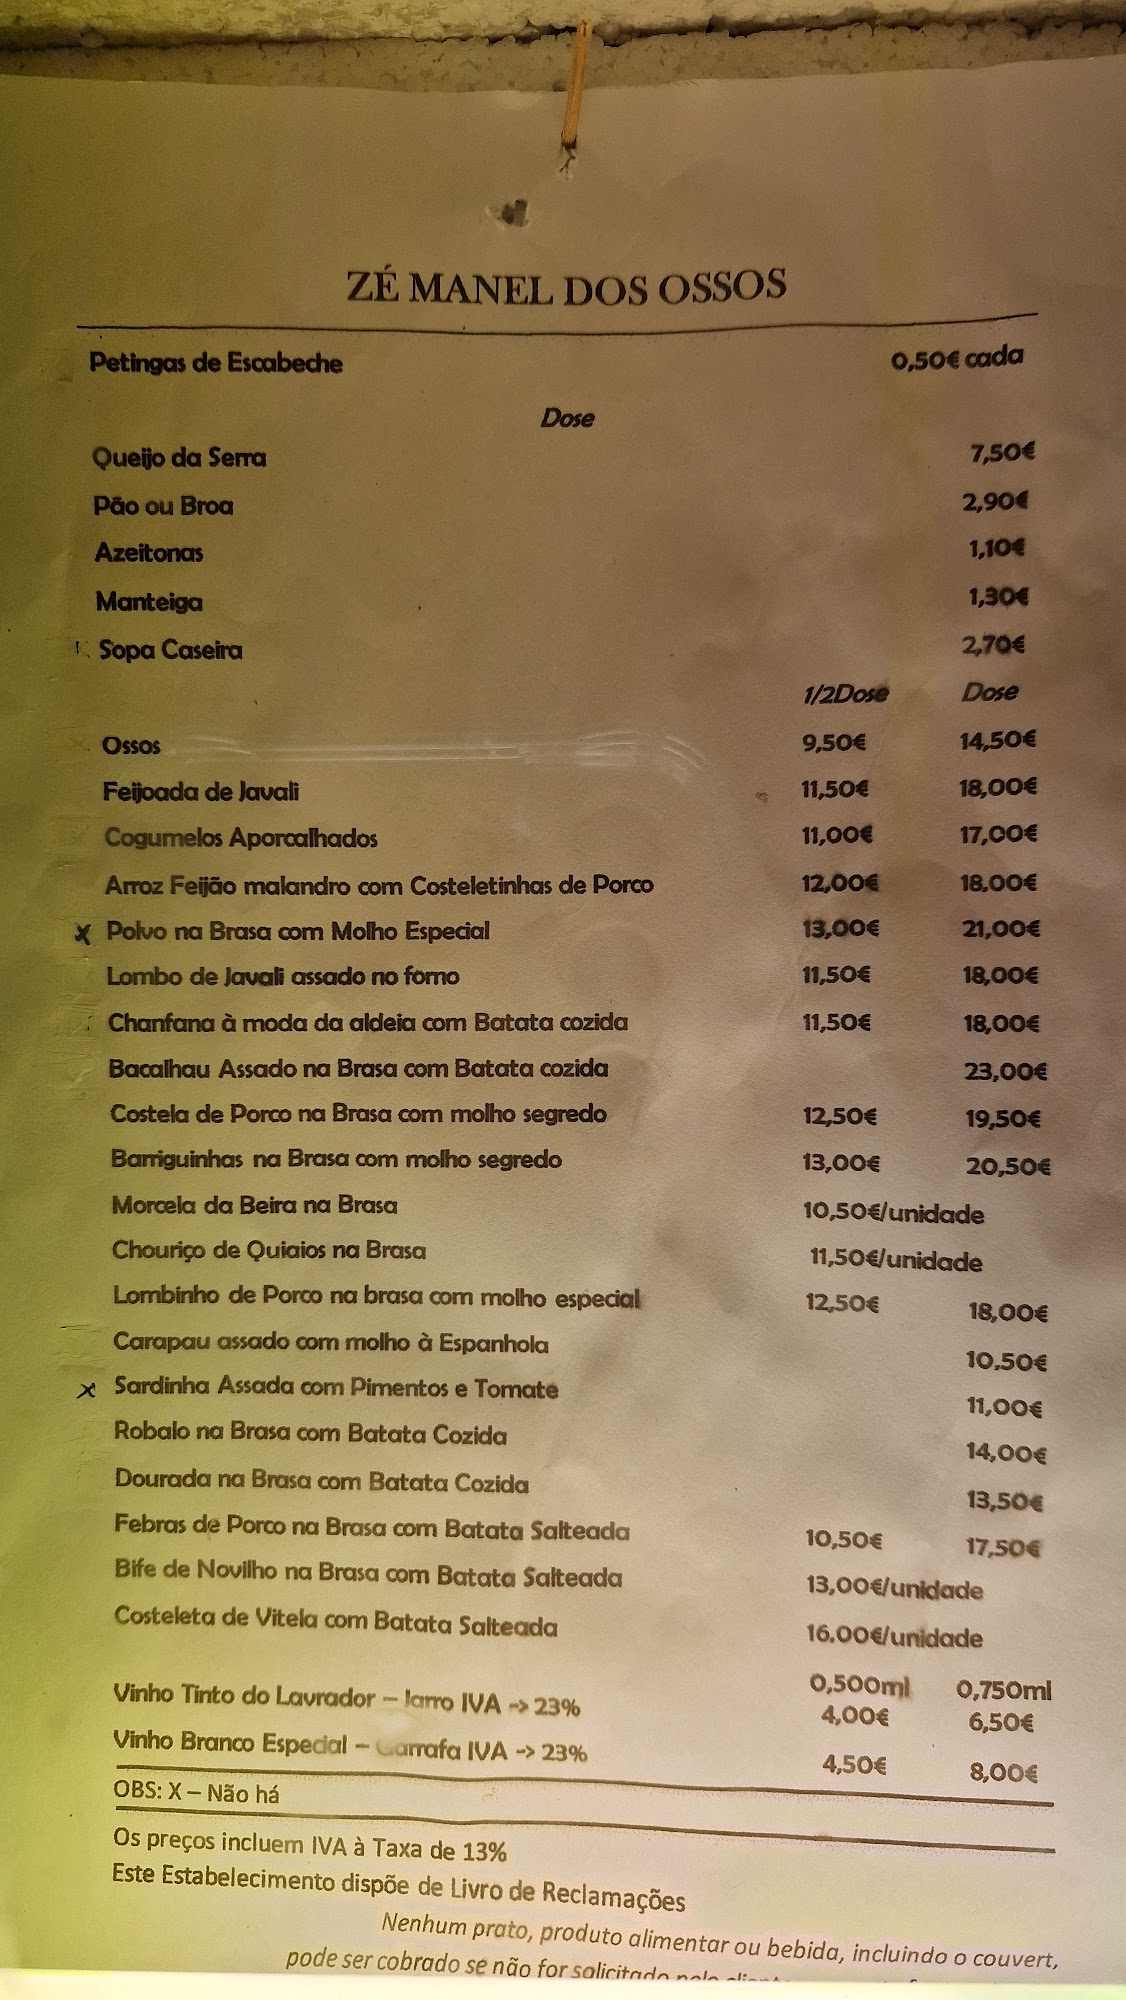 ZÉ MANEL DOS OSSOS
Petingas de Escabeche 0,50€ cada
Dose
Queijo da Serra 7,50€
Pão ou Broa 2,90€
Azeitonas 1,10€
Manteiga 1,30€
Sopa Caseira 2,70€
1/2Dose Dose
Ossos 9,50€ 14,50€
Feijoada de Javali 11,50€ 18,00€
Cogumelos Aporcalhados 11,00€ 17,00€
Arroz Feijão malandro com Costeletinhas de Porco 12,00€ 18,00€
X Polvo na Brasa com Molho Especial 13,00€ 21,00€
Lombo de Javali assado no forno 11,50€ 18,00€
Chanfana à moda da aldeia com Batata cozida 11,50€ 18,00€
Bacalhau Assado na Brasa com Batata cozida 23,00€
Costela de Porco na Brasa com molho segredo 12,50€ 19,50€
Barriguinhas na Brasa com molho segredo 13,00€ 20,50€
Morcela da Beira na Brasa 10,50€/unidade
Chouriço de Quiaios na Brasa 11,50€/unidade
Lombinho de Porco na brasa com molho especial 12,50€ 18,00€
Carapau assado com molho à Espanhola 10,50€
X Sardinha Assada com Pimentos e Tomate 11,00€
Robalo na Brasa com Batata Cozida 14,00€
Dourada na Brasa com Batata Cozida 13,50€
Febras de Porco na Brasa com Batata Salteada 10,50€ 17,50€
Bife de Novilho na Brasa com Batata Salteada 13,00€/unidade
Costeleta de Vitela com Batata Salteada 16.00€/unidade
0,500ml 0,750ml
Vinho Tinto do Lavrador – Jarro IVA -> 23% 4,00€ 6,50€
Vinho Branco Especial – Garrafa IVA -> 23% 4,50€ 8,00€
OBS: X – Não há
Os preços incluem IVA à Taxa de 13%
Este Estabelecimento dispõe de Livro de Reclamações
Nenhum prato, produto alimentar ou bebida, incluindo o couvert,
pode ser cobrado se não for solicitado pelo